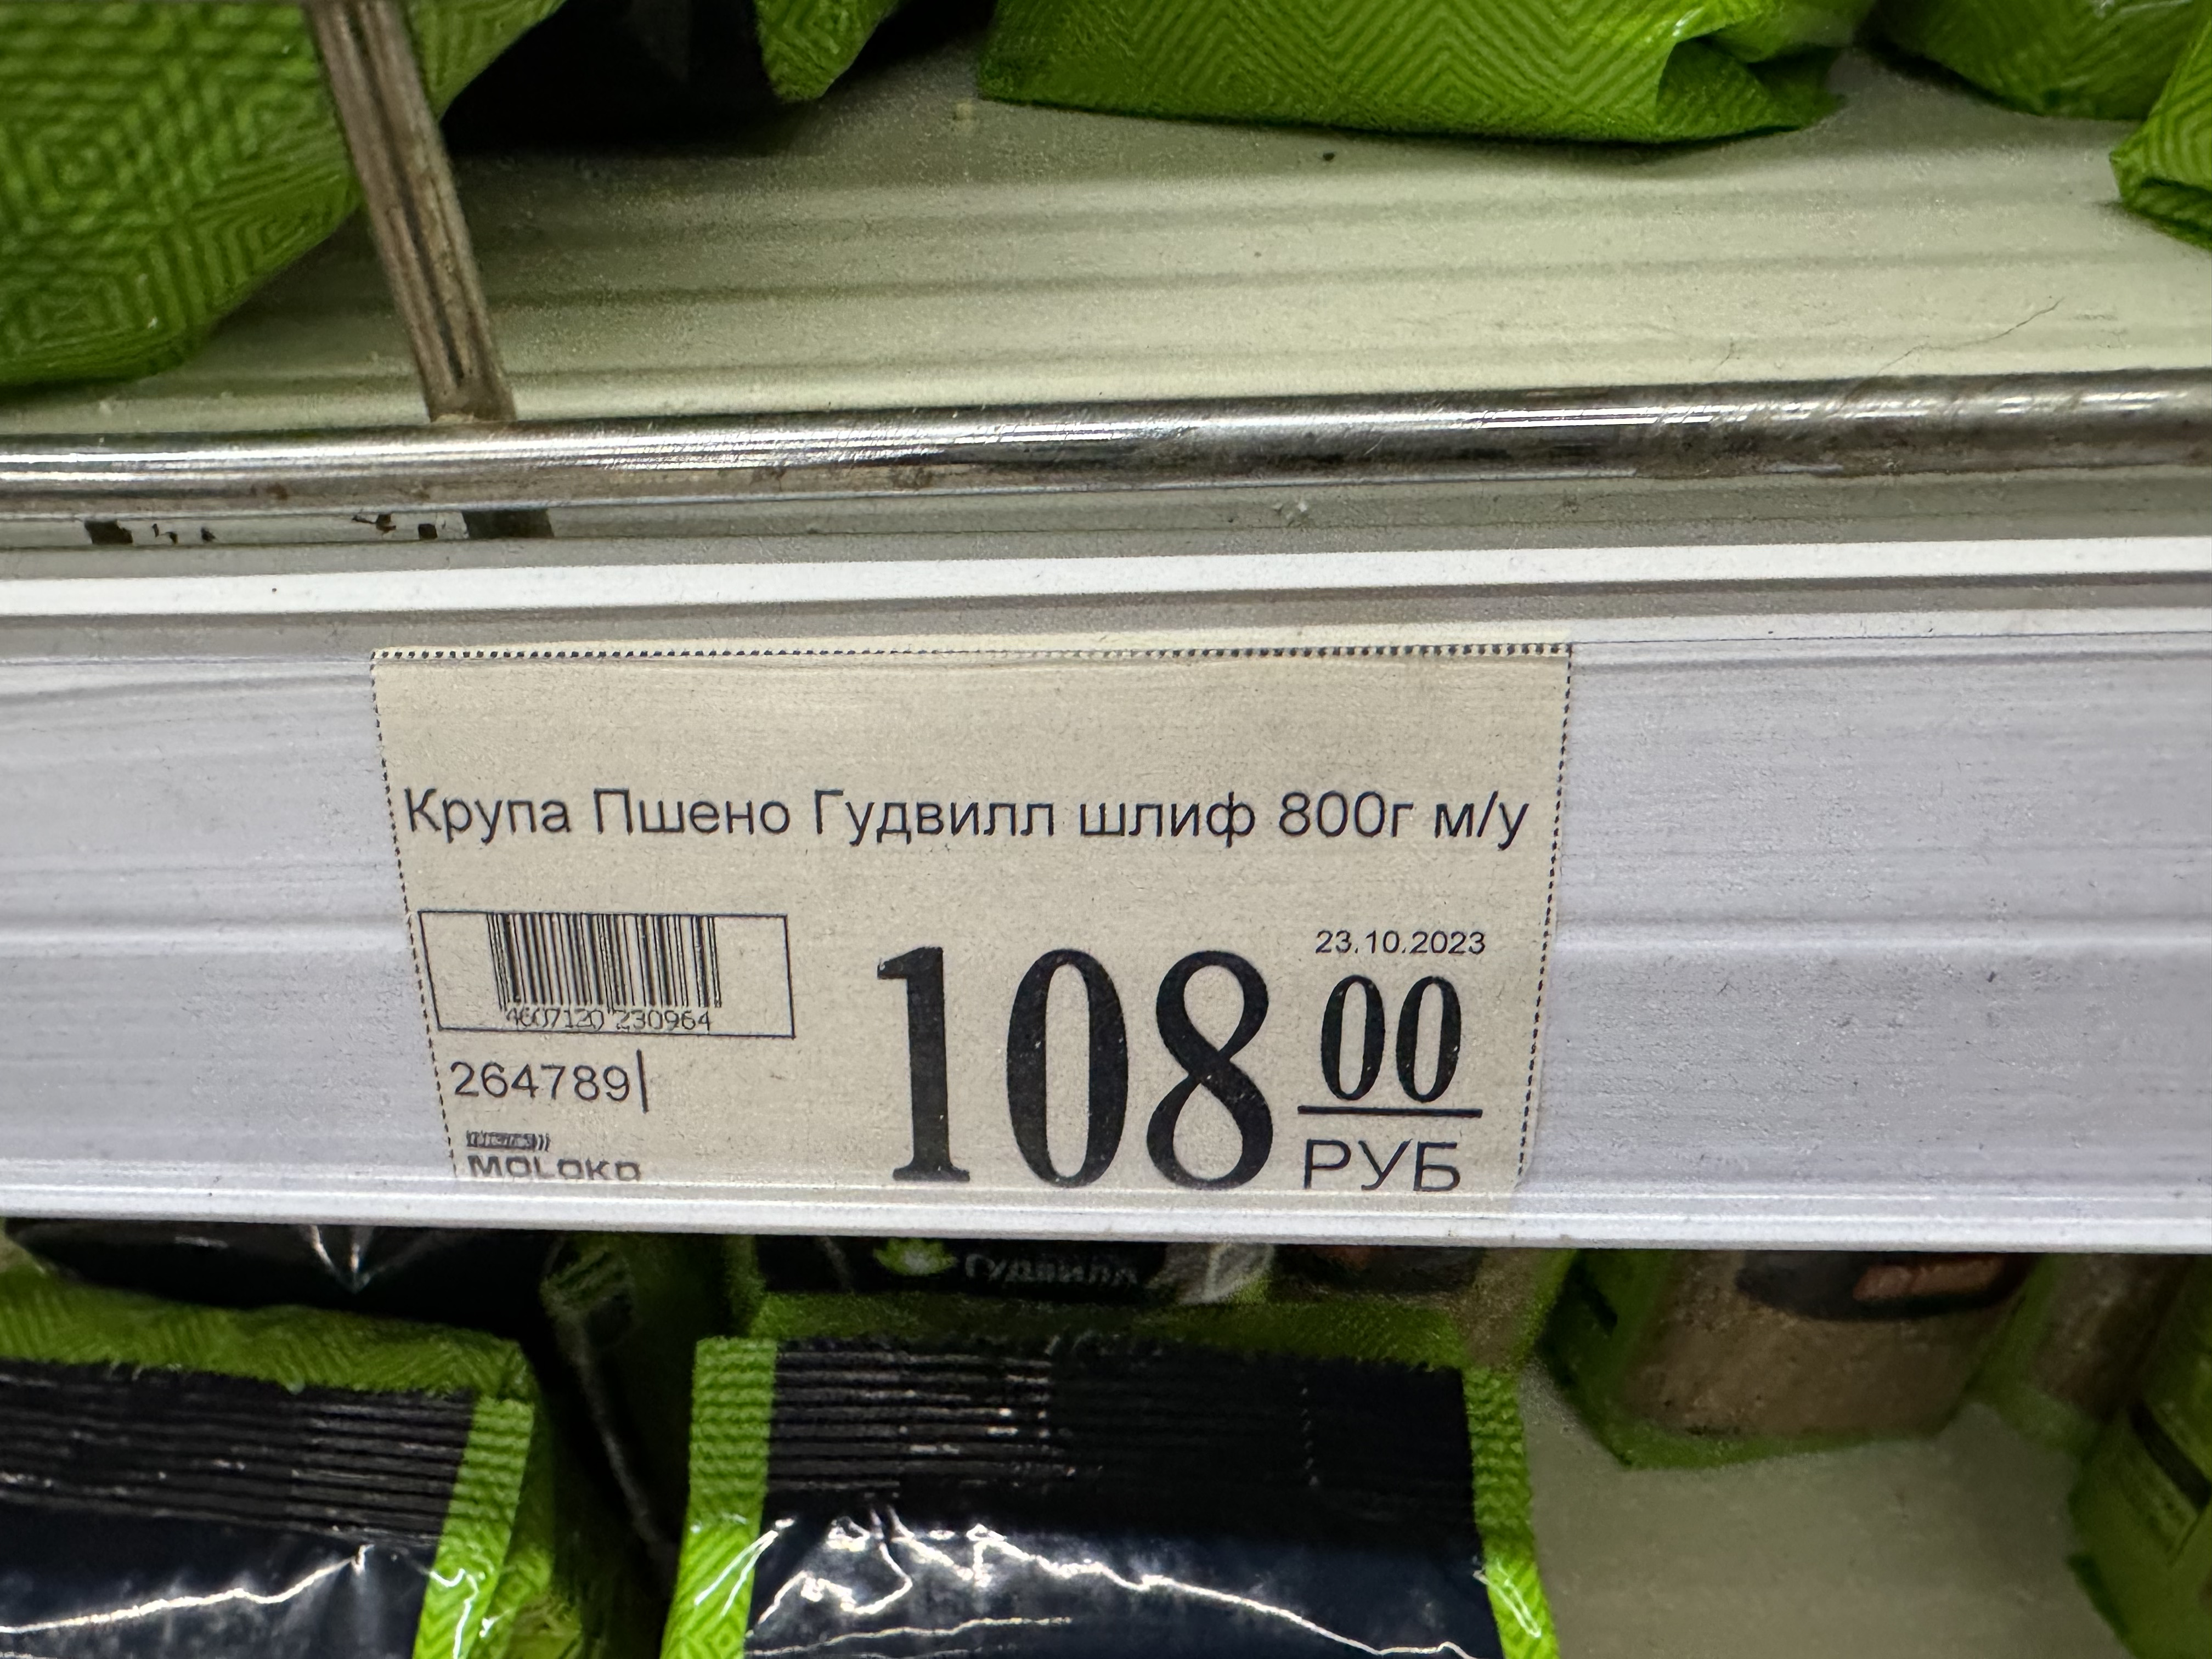 Крупа Пшено Гудвилл шлиф 800г м/у
23.10.2023
108 00
РУБ
4607120 230964
264789
MOLOKO
Гудвилл